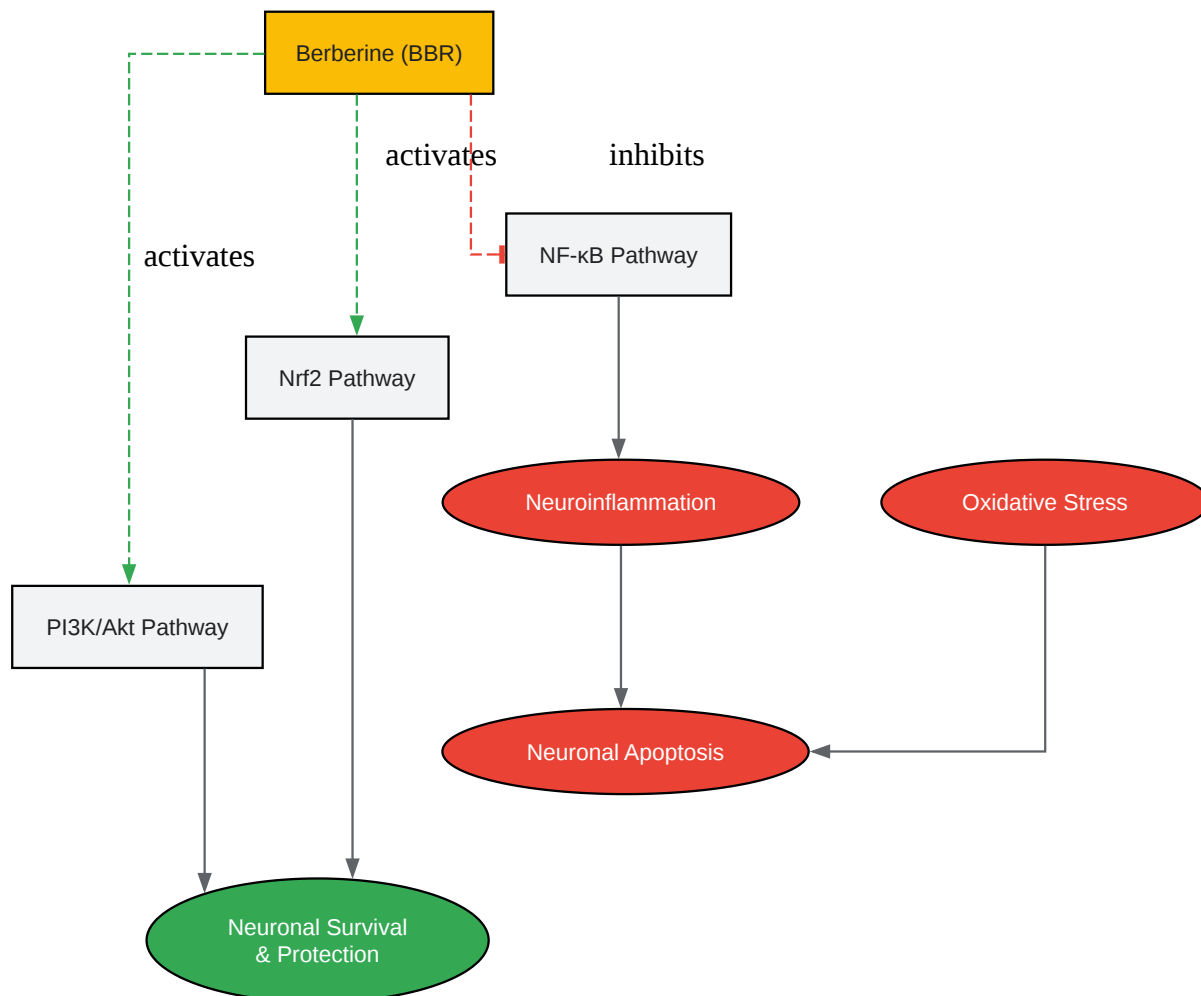 Berberine (BBR)
activates
inhibits
activates
NF-κB Pathway
Nrf2 Pathway
Neuroinflammation
Oxidative Stress
PI3K/Akt Pathway
Neuronal Apoptosis
Neuronal Survival
& Protection